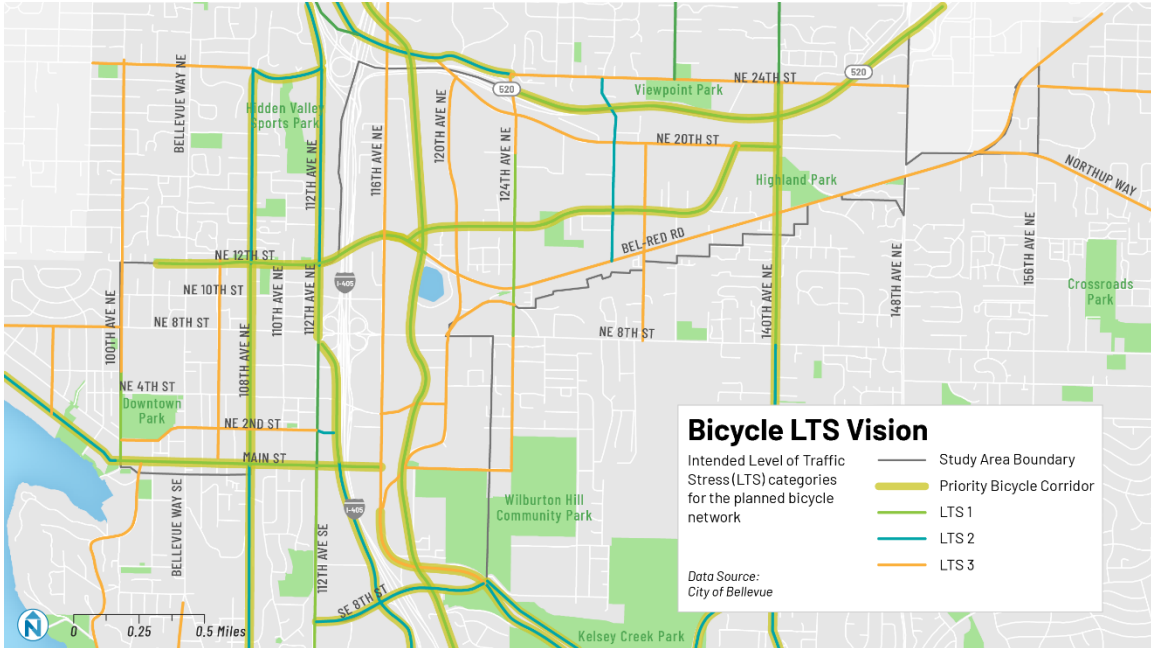 BELLEVUE WAY NE
Hidden Valley
Sports Park
112TH AVE NE
116TH AVE NE
120TH AVE NE
124TH AVE NE
520
Viewpoint Park
NE 24TH ST
520
NE 20TH ST
Highland Park
NORTHUP WAY
BEL-RED RD
NE 12TH ST
I-405
NE 10TH ST
NE 8TH ST
100TH AVE NE
108TH AVE NE
110TH AVE NE
112TH AVE NE
NE 8TH ST
140TH AVE NE
148TH AVE NE
156TH AVE NE
Crossroads
Park
NE 4TH ST
Downtown
Park
NE 2ND ST
MAIN ST
BELLEVUE WAY SE
112TH AVE SE
I-405
SE 8TH ST
Wilburton Hill
Community Park
Kelsey Creek Park
Bicycle LTS Vision
Intended Level of Traffic
Stress (LTS) categories
for the planned bicycle
network
Data Source:
City of Bellevue
Study Area Boundary
Priority Bicycle Corridor
LTS 1
LTS 2
LTS 3
N
0 0.25 0.5 Miles